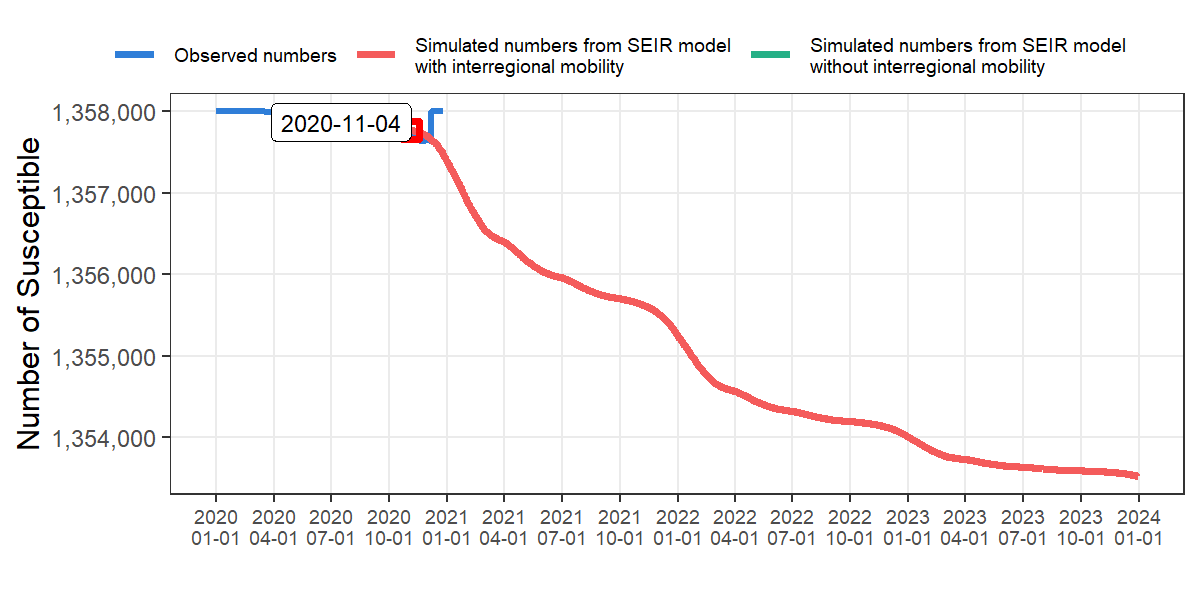 Observed numbers
Simulated numbers from SEIR model
with interregional mobility
Simulated numbers from SEIR model
without interregional mobility
Number of Susceptible
1,358,000
1,357,000
1,356,000
1,355,000
1,354,000
2020-11-04
2020 2020 2020 2020 2021 2021 2021 2021 2022 2022 2022 2022 2023 2023 2023 2023 2024
01-01 04-01 07-01 10-01 01-01 04-01 07-01 10-01 01-01 04-01 07-01 10-01 01-01 04-01 07-01 10-01 01-01